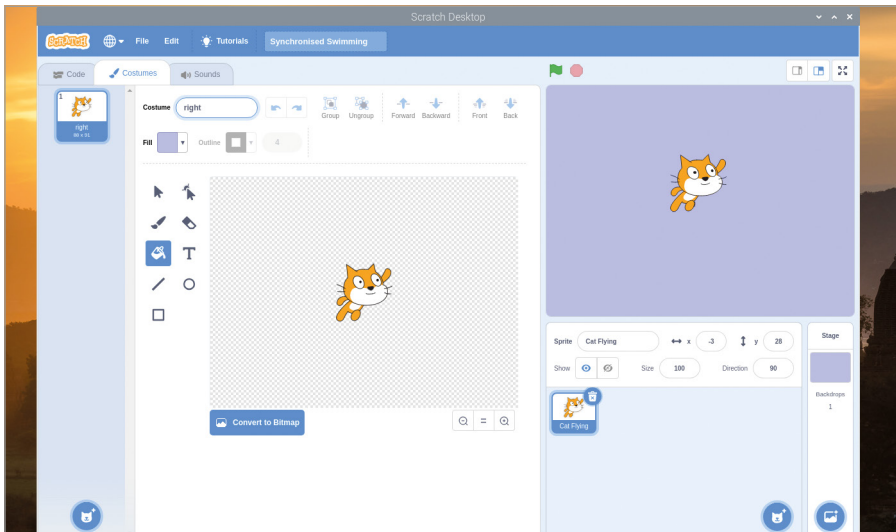 Scratch Desktop
SCRATCH File Edit Tutorials Synchronised Swimming
Code Costumes Sounds
1
right
88 x 91
Costume right
Group Ungroup Forward Backward Front Back
Fill Outline 4
T
Convert to Bitmap
Sprite Cat Flying x -3 y 28
Show Size 100 Direction 90
Cat Flying
Stage
Backdrops
1